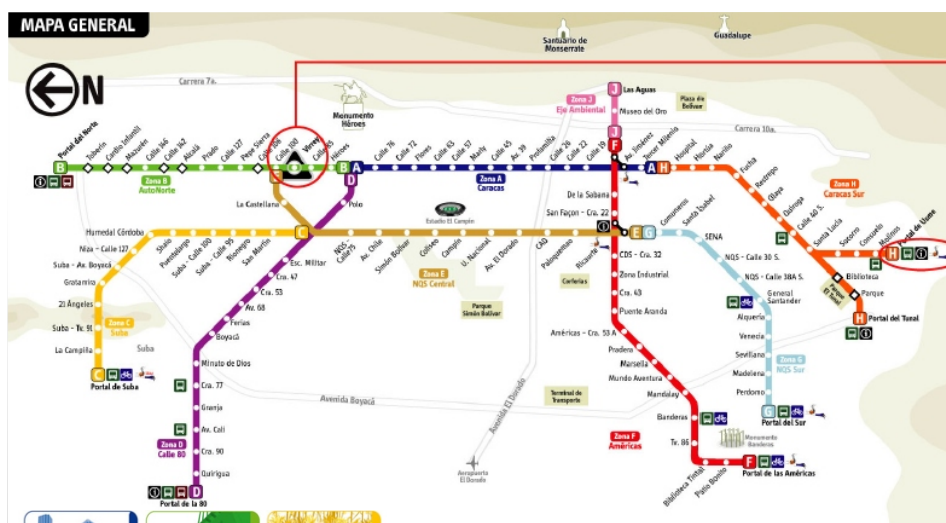 MAPA GENERAL
N
Carrera 7a.
Santuario de
Monserrate
Guadalupe
Monumento
Héroes
J
Las Aguas
Zona J
Eje Ambiental
Museo del Oro
Plaza de
Bolívar
Carrera 10a.
J
F
Portal del Norte
Toberín
Cardio Infantil
Mazurén
Calle 146
Calle 142
Alcalá
Prado
Calle 127
Pepe Sierra
Calle 106
Calle 100
Virrey
Calle 85
Héroes
Calle 76
Calle 72
Flores
Calle 63
Calle 57
Marly
Calle 45
Av. 39
Profamilia
Calle 26
Calle 22
Calle 19
Av. Jiménez
Tercer Milenio
Hospital
Hortúa
Nariño
B
Zona B
AutoNorte
B
A
Zona A
Caracas
A
H
Fucha
Restrepo
Olaya
Quiroga
Calle 40 S.
Santa Lucía
Socorro
Consuelo
Molinos
Portal de Usme
H
Zona H
Caracas Sur
Biblioteca
Parque
Parque
El Tunal
H
Portal del Tunal
D
Polo
La Castellana
Estadio El Campín
De la Sabana
San Façon - Cra. 22
Humedal Córdoba
Niza - Calle 127
Suba - Av. Boyacá
Gratamira
21 Ángeles
Suba - Tv. 91
La Campiña
C
Portal de Suba
Zona C
Suba
Suba
Shaio
Puentelargo
Suba - Calle 100
Suba - Calle 95
Rionegro
San Martín
C
NQS
Calle 75
Av. Chile
Simón Bolívar
Coliseo
Campín
U. Nacional
Av. El Dorado
CAD
Paloquemao
Ricaurte
E
G
Zona E
NQS Central
Comuneros
Santa Isabel
SENA
NQS - Calle 30 S.
NQS - Calle 38A S.
General
Santander
Alquería
Venecia
Sevillana
Madelena
Perdomo
G
Portal del Sur
Zona G
NQS Sur
Esc. Militar
Cra. 47
Cra. 53
Av. 68
Ferias
Boyacá
Minuto de Dios
Cra. 77
Granja
Av. Cali
Cra. 90
Quirigua
D
Portal de la 80
Zona D
Calle 80
Parque
Simón Bolívar
Corferias
CDS - Cra. 32
Zona Industrial
Cra. 43
Puente Aranda
Américas - Cra. 53 A
Pradera
Marsella
Mundo Aventura
Mandalay
Banderas
Tv. 86
Biblioteca Tintal
Patio Bonito
F
Portal de las Américas
Zona F
Américas
Monumento
Banderas
Terminal de
Transporte
Avenida Boyacá
Avenida El Dorado
Aeropuerto
El Dorado